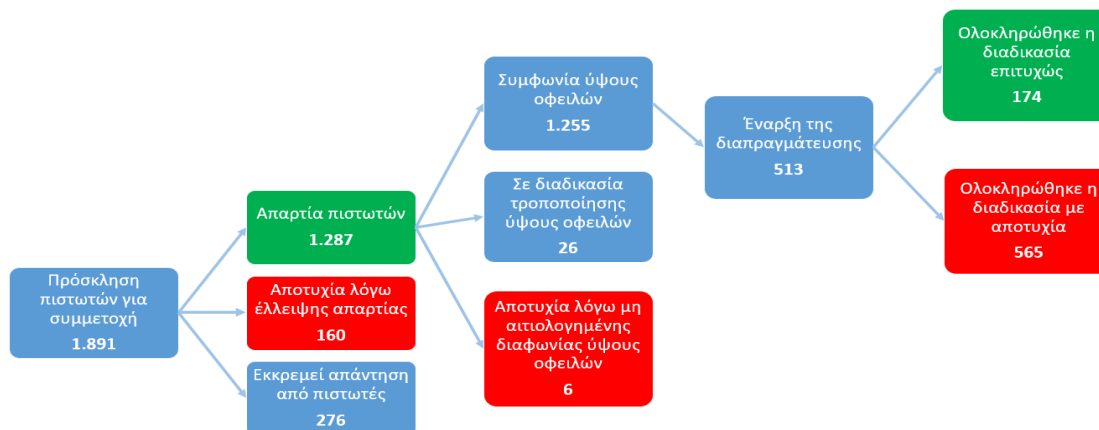 Πρόσκληση
πιστωτών για
συμμετοχή
1.891
Απαρτία πιστωτών
1.287
Αποτυχία λόγω
έλλειψης απαρτίας
160
Εκκρεμεί απάντηση
από πιστωτές
276
Συμφωνία ύψους
οφειλών
1.255
Σε διαδικασία
τροποποίησης
ύψους οφειλών
26
Αποτυχία λόγω μη
αιτιολογημένης
διαφωνίας ύψους
οφειλών
6
Έναρξη της
διαπραγμάτευσης
513
Ολοκληρώθηκε η
διαδικασία
επιτυχώς
174
Ολοκληρώθηκε η
διαδικασία με
αποτυχία
565